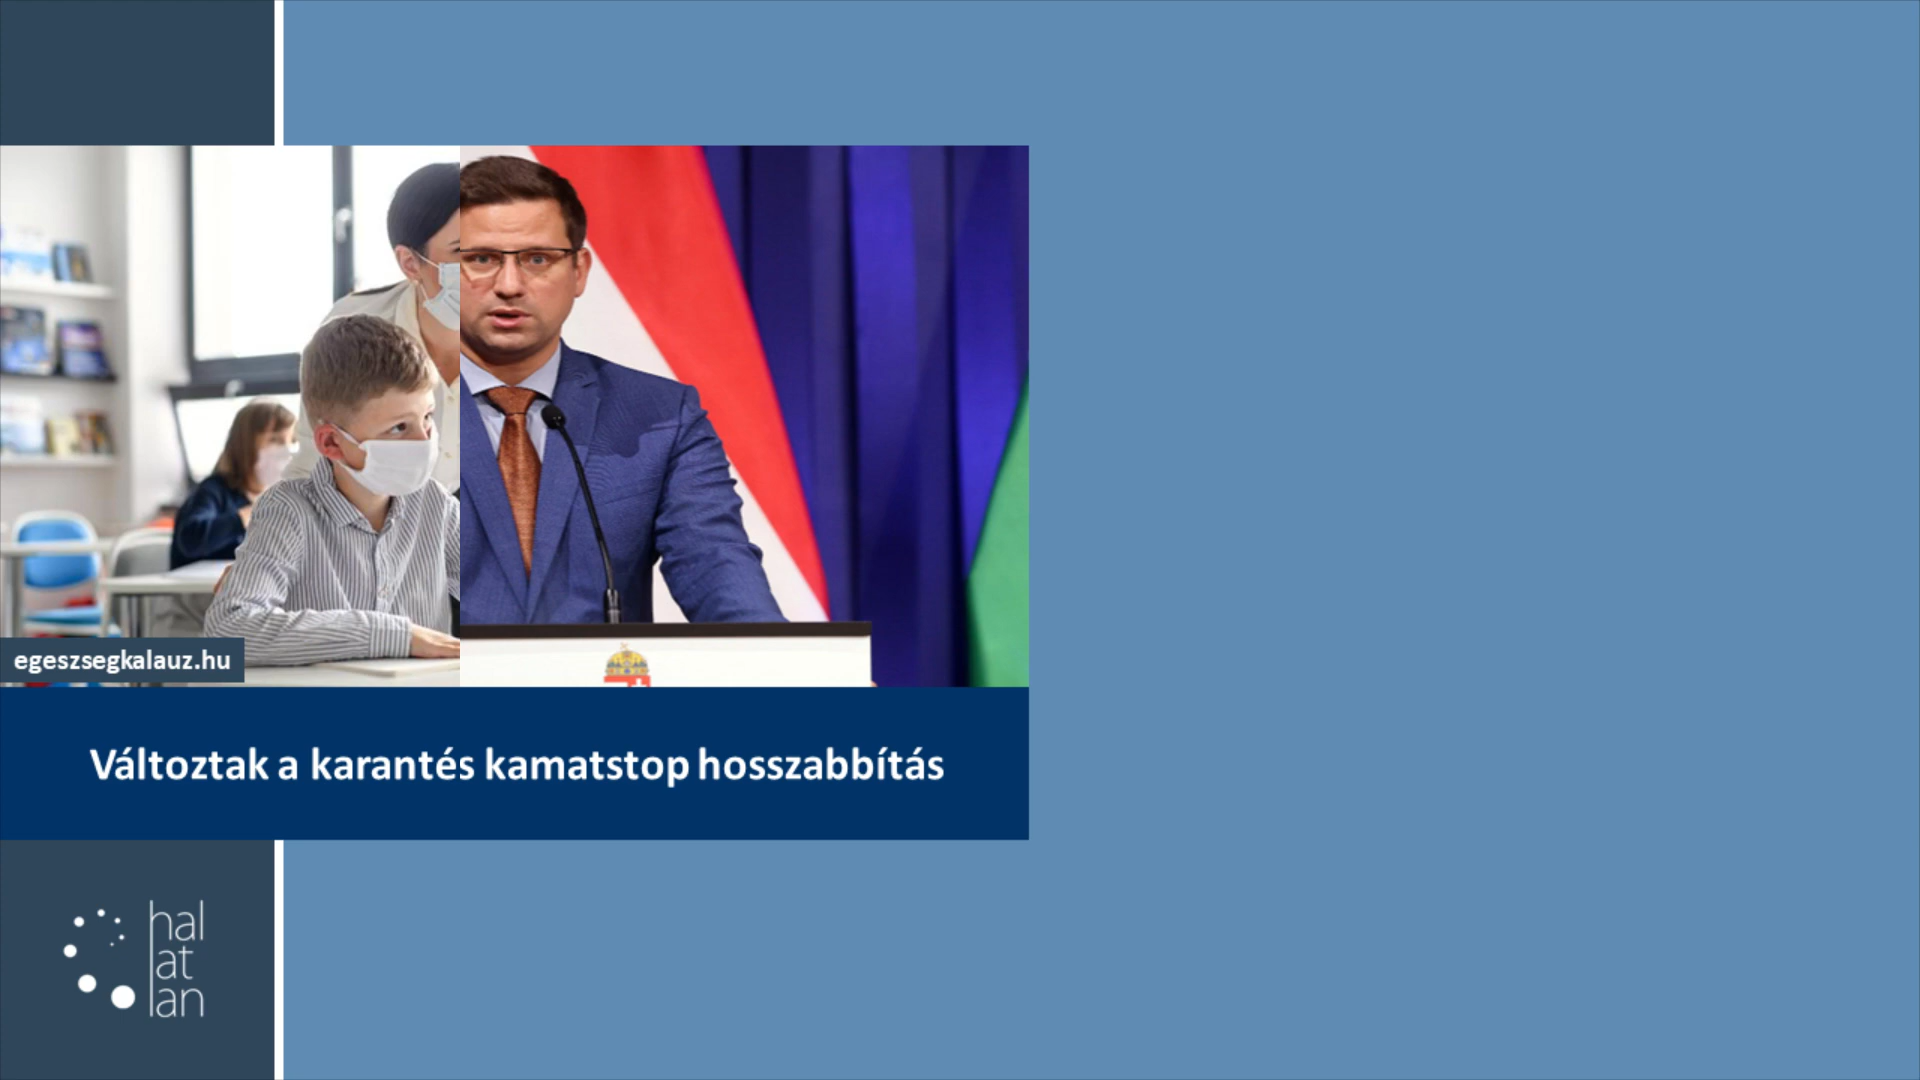 egeszsegkalauz.hu
Változtak a karantés kamatstop hosszabbítás
hal
at
lan